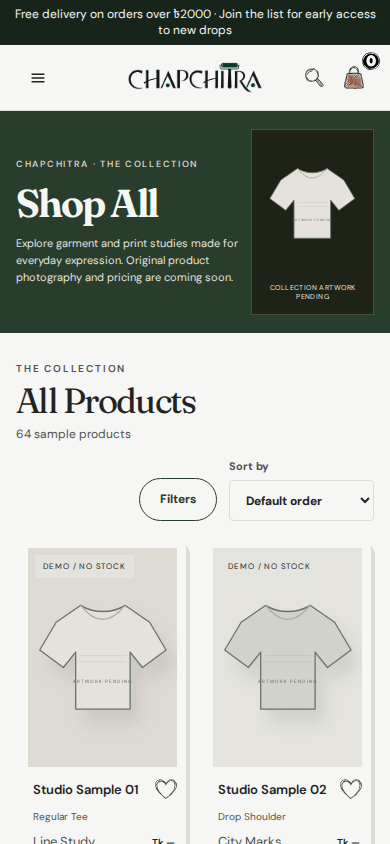 Free delivery on orders over ৳2000 · Join the list for early access
to new drops
CHAPCHITRA
0
CHAPCHITRA · THE COLLECTION
Shop All
Explore garment and print studies made for
everyday expression. Original product
photography and pricing are coming soon.
ARTWORK PENDING
COLLECTION ARTWORK
PENDING
THE COLLECTION
All Products
64 sample products
Sort by
Filters
Default order
DEMO / NO STOCK
DEMO / NO STOCK
ARTWORK PENDING
ARTWORK PENDING
Studio Sample 01
Studio Sample 02
Regular Tee
Drop Shoulder
Line Study
Tk —
City Marks
Tk —